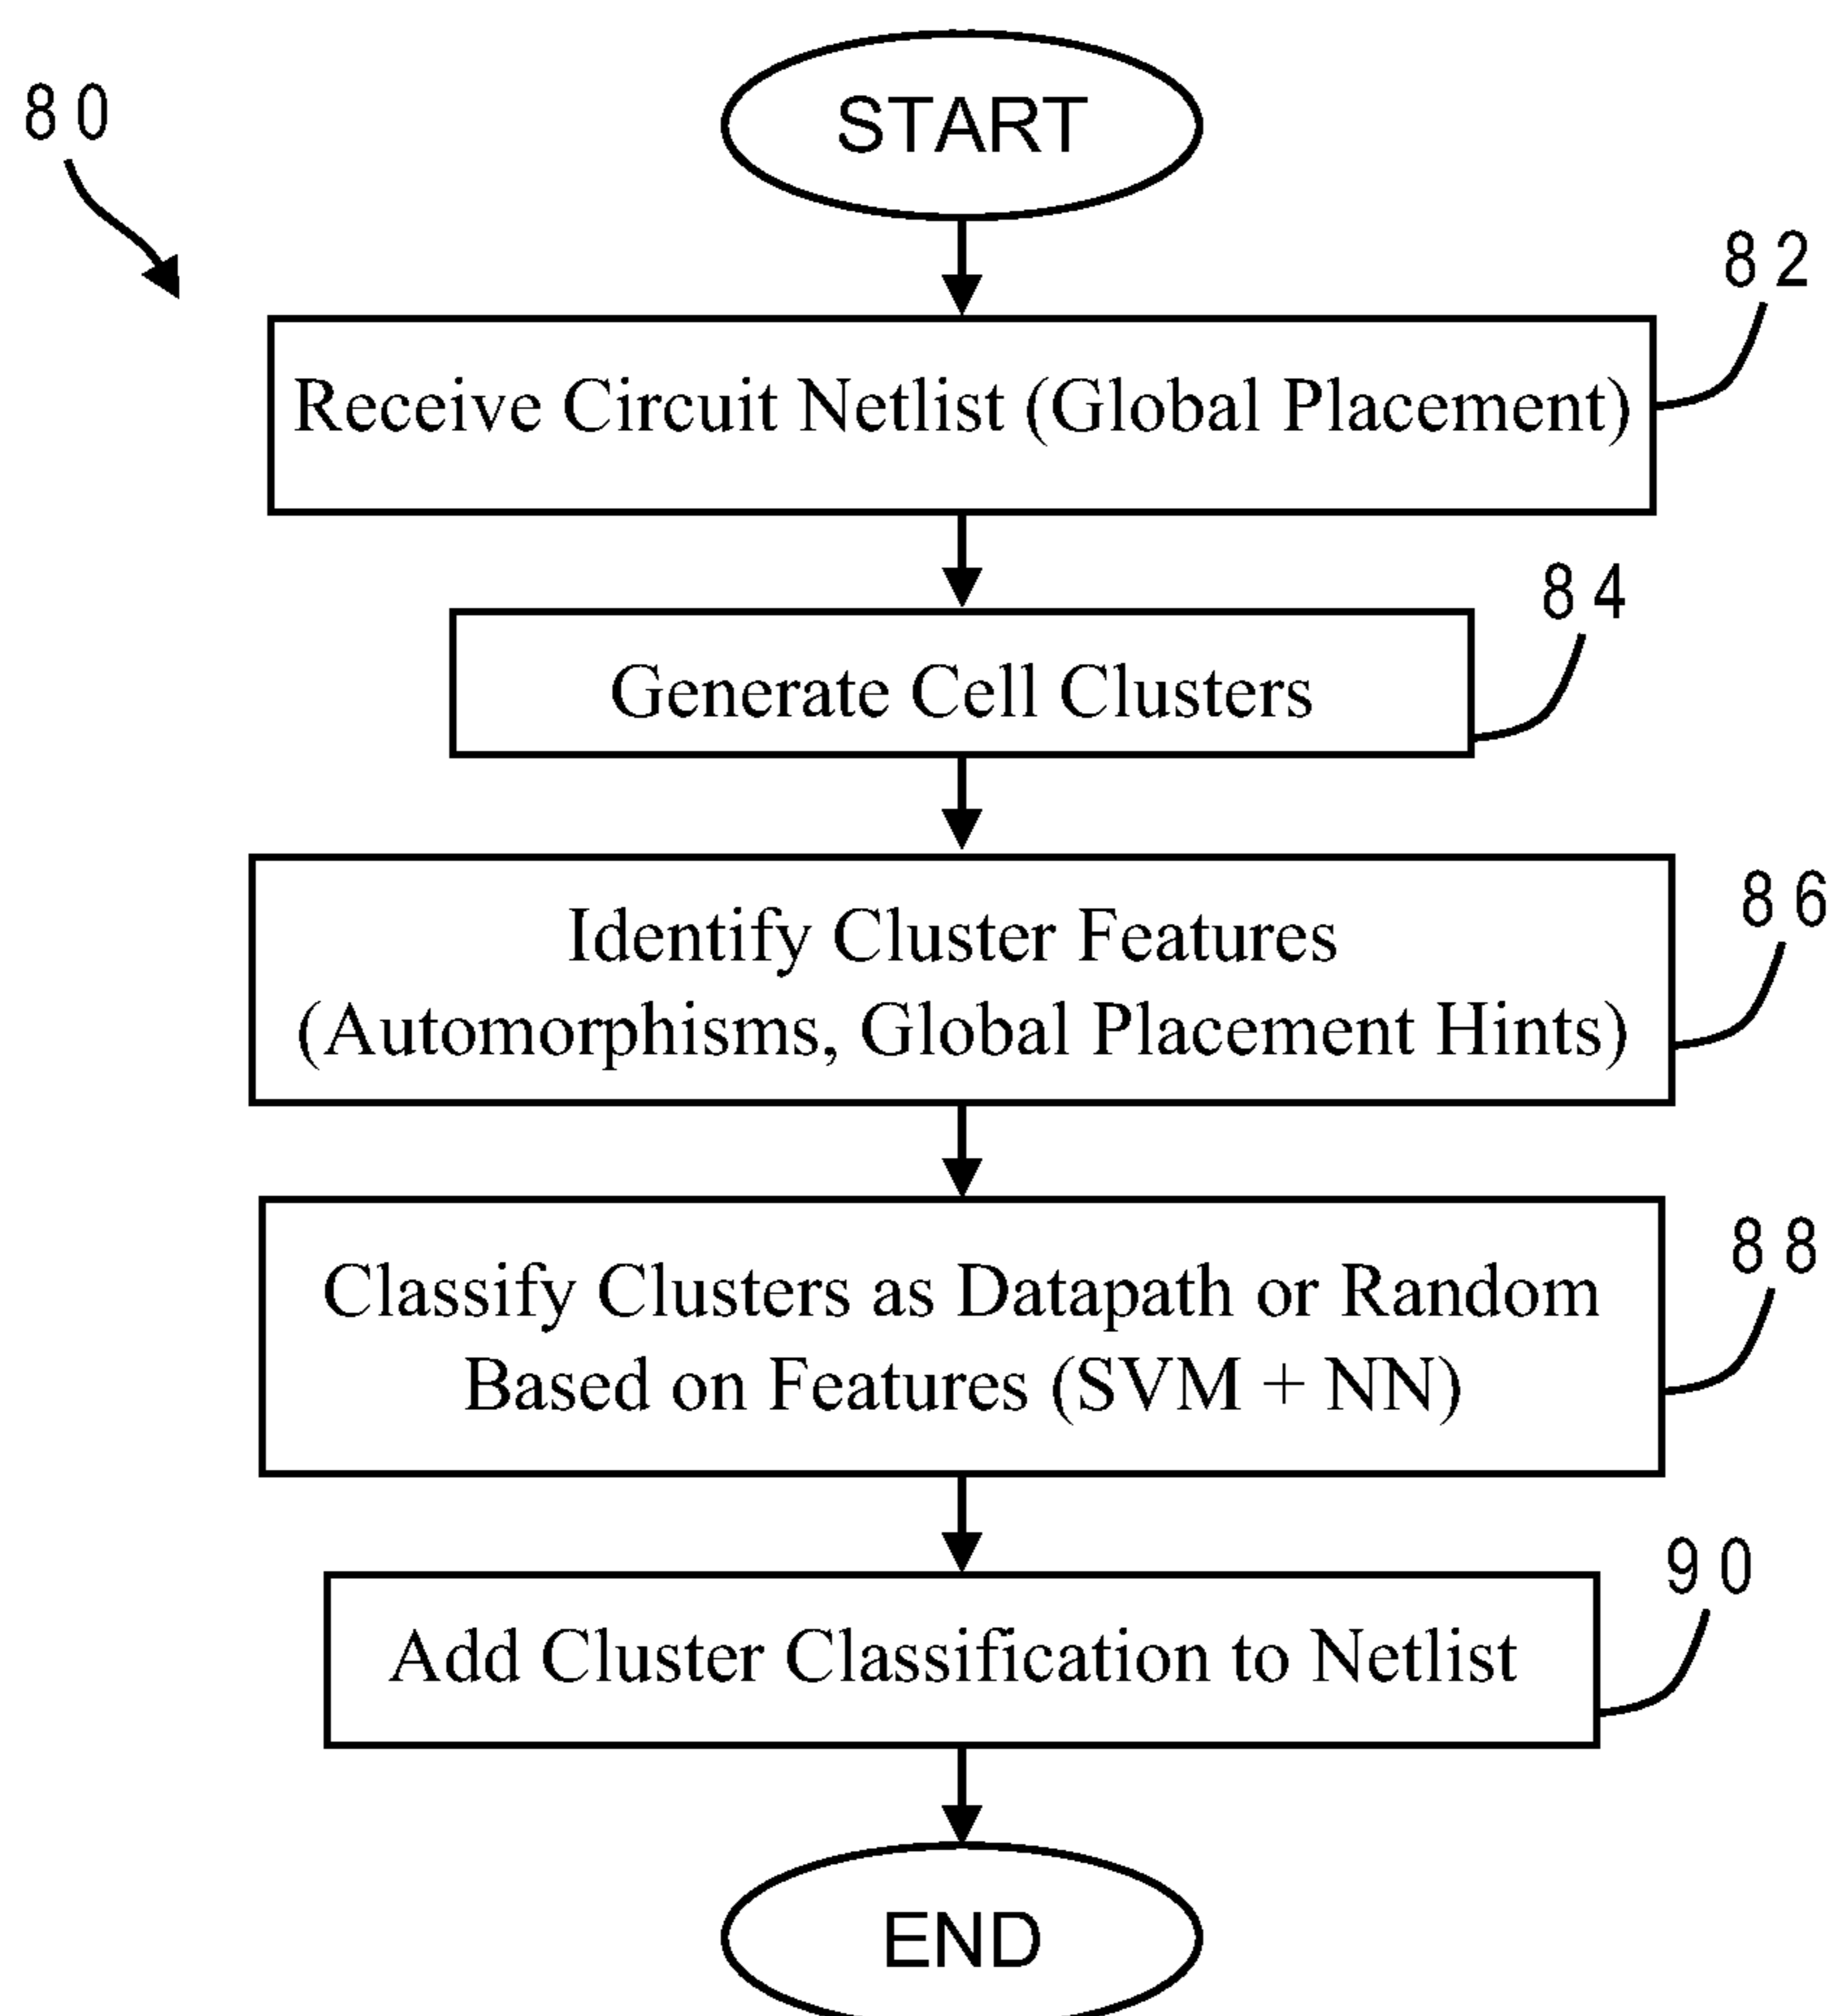 80
START
82
Receive Circuit Netlist (Global Placement)
84
Generate Cell Clusters
86
Identify Cluster Features
(Automorphisms, Global Placement Hints)
88
Classify Clusters as Datapath or Random
Based on Features (SVM + NN)
90
Add Cluster Classification to Netlist
END